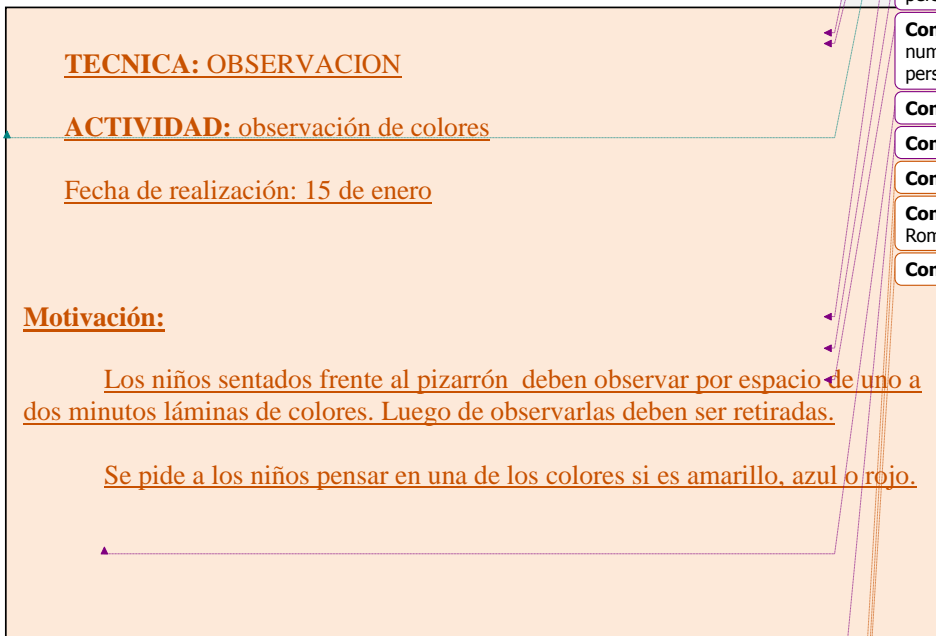 TECNICA: OBSERVACION
ACTIVIDAD: observación de colores
Fecha de realización: 15 de enero
Motivación:
Los niños sentados frente al pizarrón deben observar por espacio de uno a
dos minutos láminas de colores. Luego de observarlas deben ser retiradas.
Se pide a los niños pensar en una de los colores si es amarillo, azul o rojo.